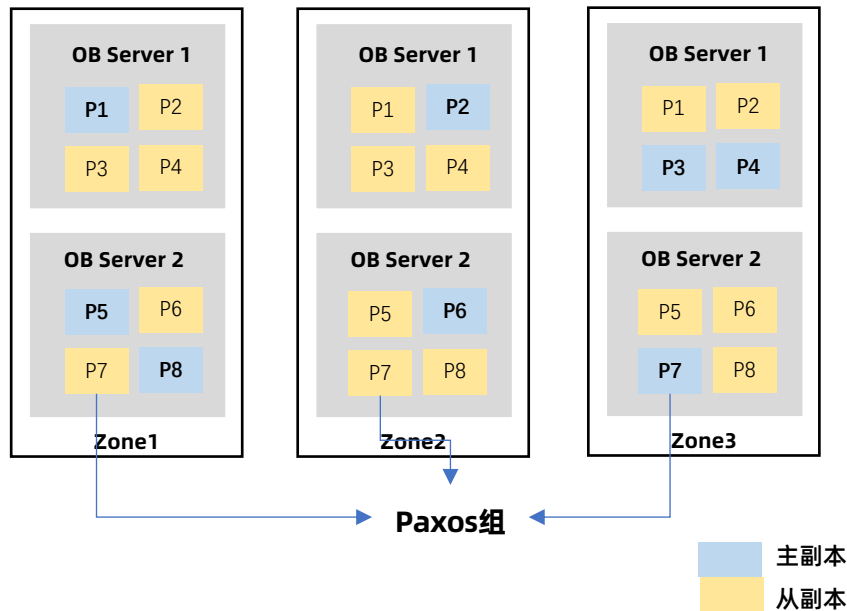 OB Server 1
P1 P2
P3 P4
OB Server 2
P5 P6
P7 P8
Zone1
OB Server 1
P1 P2
P3 P4
OB Server 2
P5 P6
P7 P8
Zone2
OB Server 1
P1 P2
P3 P4
OB Server 2
P5 P6
P7 P8
Zone3
Paxos组
主副本
从副本